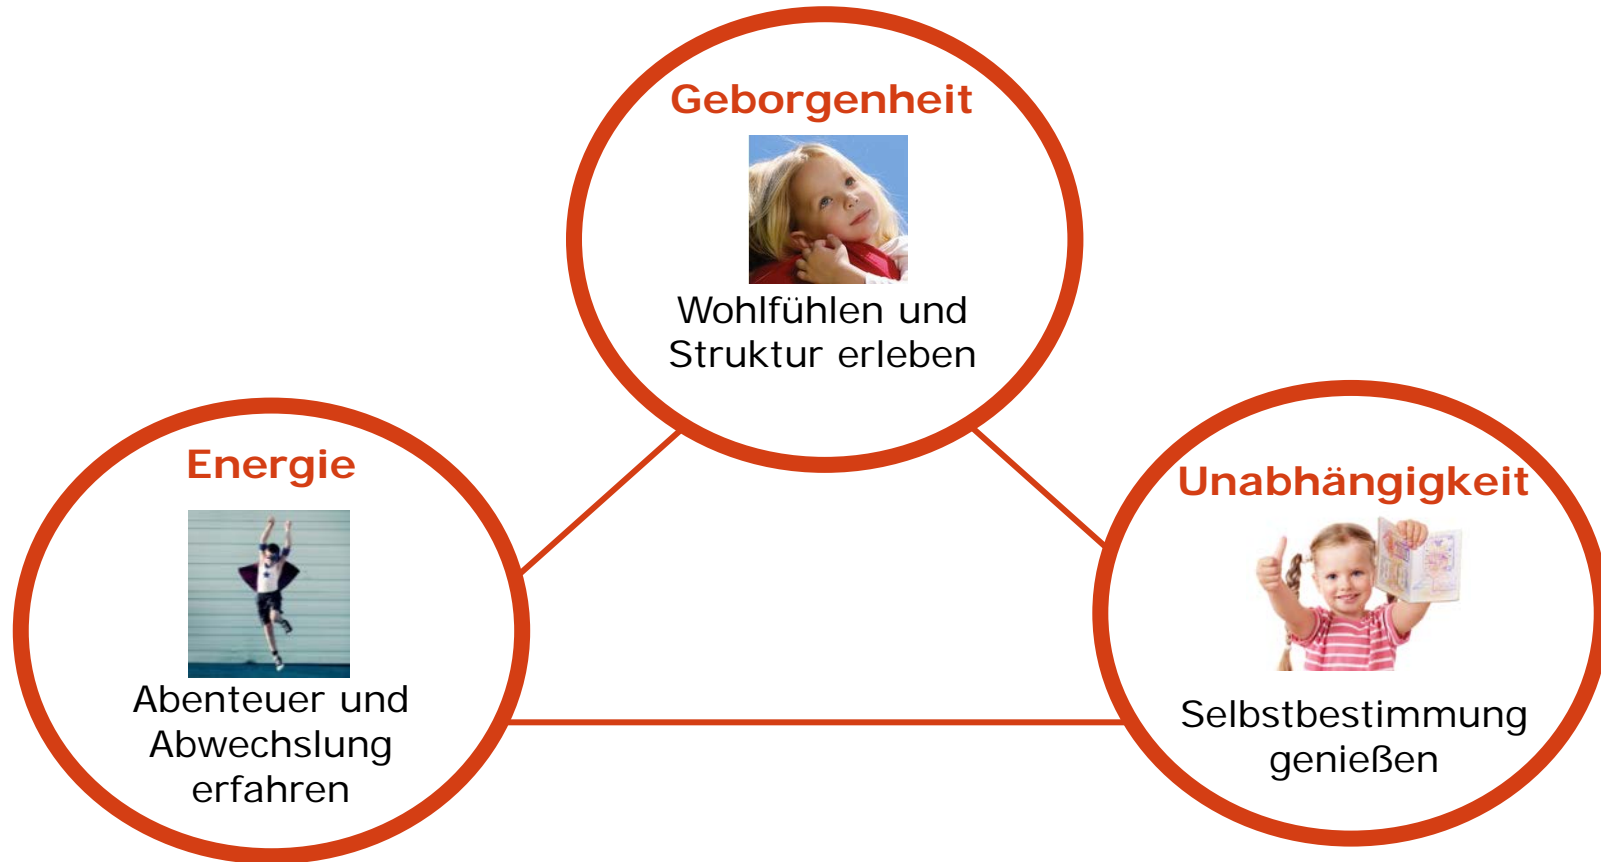 Geborgenheit
Wohlfühlen und
Struktur erleben
Energie
Abenteuer und
Abwechslung
erfahren
Unabhängigkeit
Selbstbestimmung
genießen